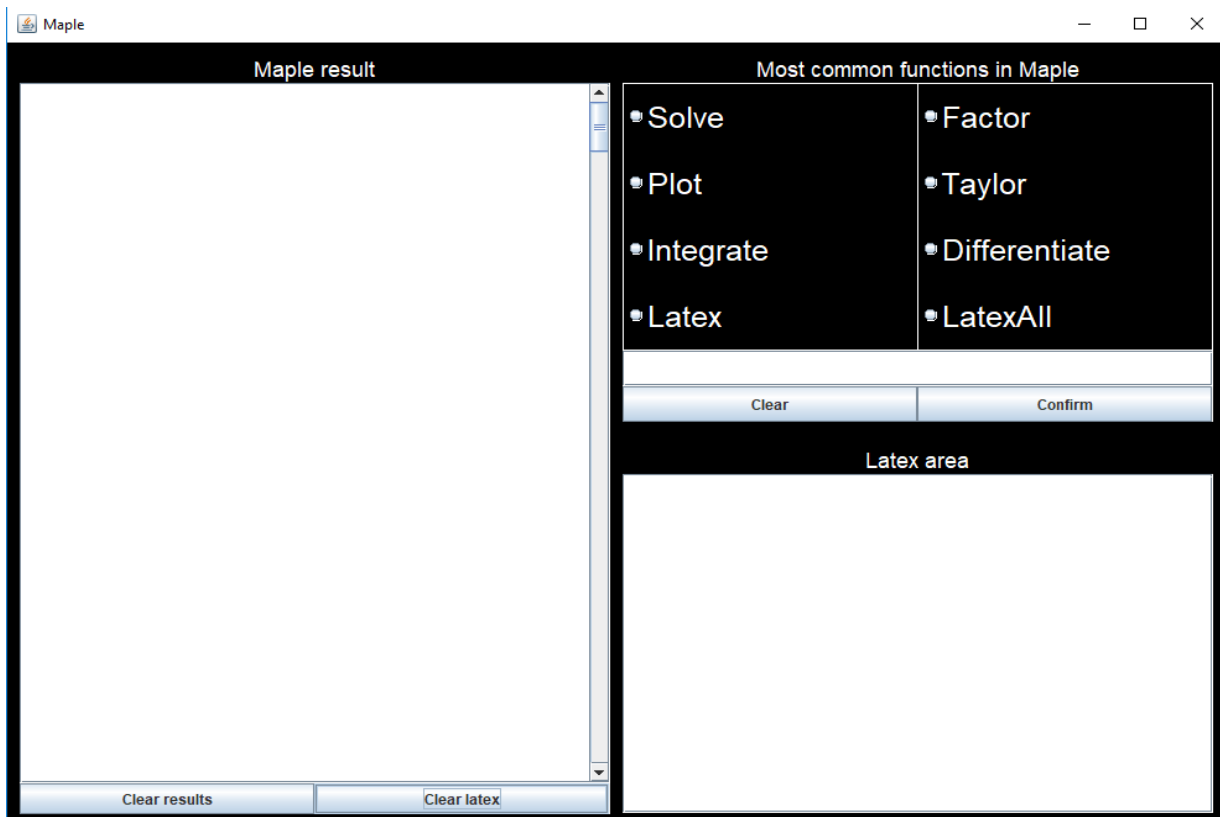 Maple
Maple result
Most common functions in Maple
Solve
Factor
Plot
Taylor
Integrate
Differentiate
Latex
LatexAll
Clear
Confirm
Latex area
Clear results
Clear latex